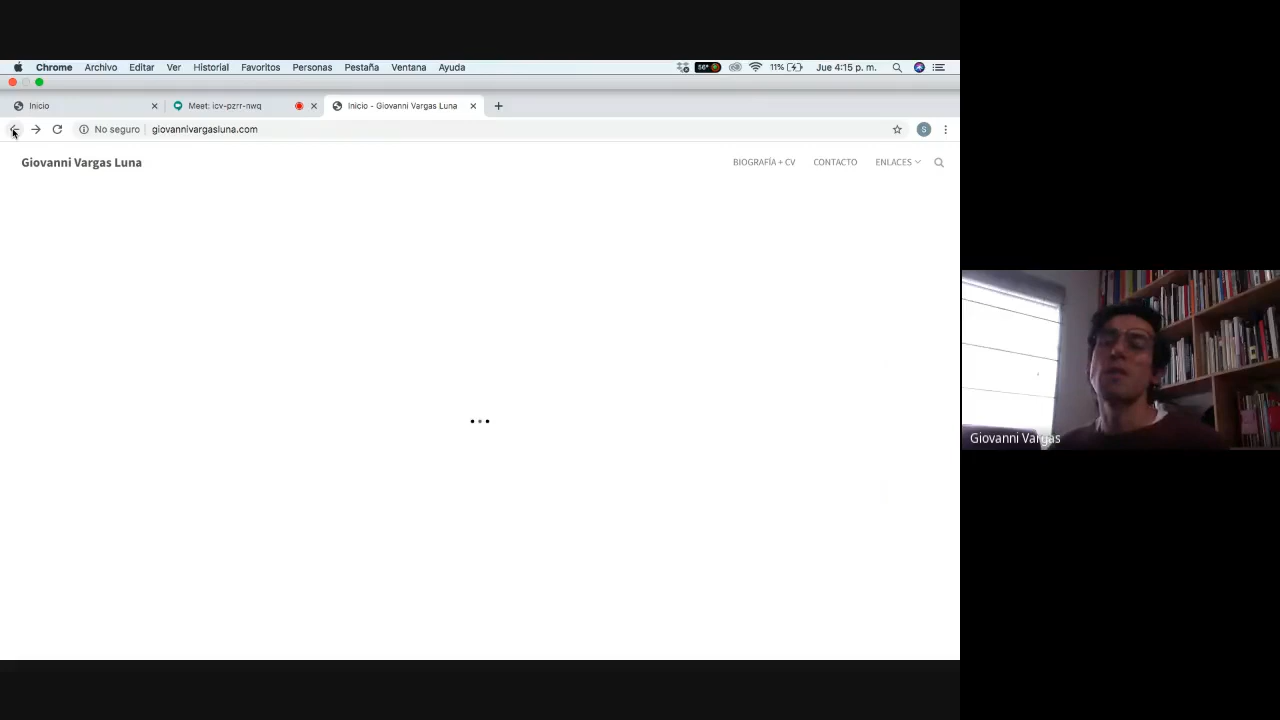 Chrome Archivo Editar Ver Historial Favoritos Personas Pestaña Ventana Ayuda 56° 11% Jue 4:15 p. m.
Inicio Meet: icv-pzrr-nwq Inicio - Giovanni Vargas Luna
No seguro giovannivargasluna.com S
Giovanni Vargas Luna BIOGRAFÍA + CV CONTACTO ENLACES
Giovanni Vargas